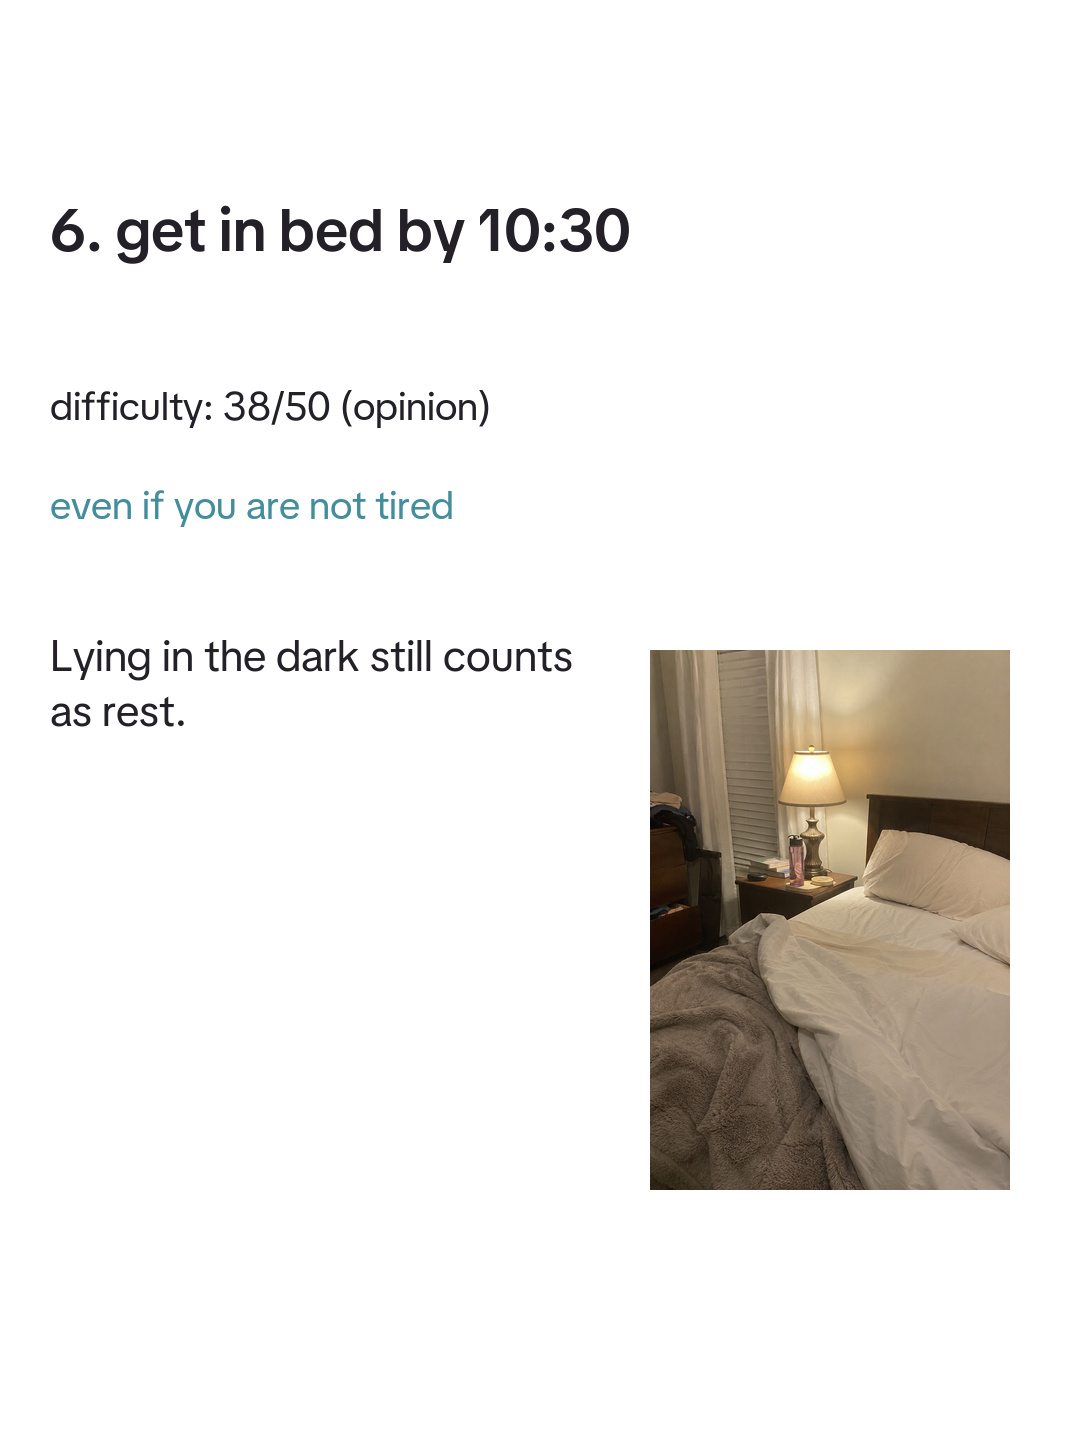 6. get in bed by 10:30
difficulty: 38/50 (opinion)
even if you are not tired
Lying in the dark still counts
as rest.